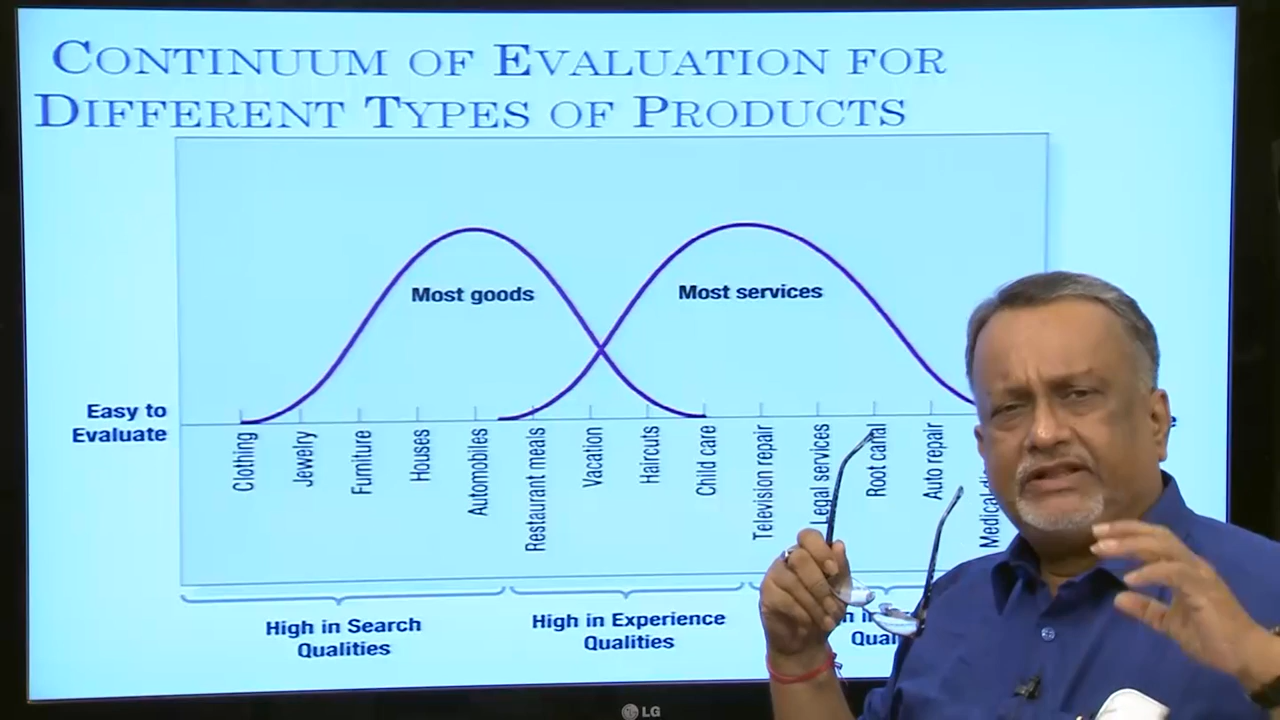 CONTINUUM OF EVALUATION FOR
DIFFERENT TYPES OF PRODUCTS
Most goods
Most services
Easy to
Evaluate
Clothing
Jewelry
Furniture
Houses
Automobiles
Restaurant meals
Vacation
Haircuts
Child care
Television repair
Legal services
Root canal
Auto repair
Medical
High in Search
Qualities
High in Experience
Qualities
LG